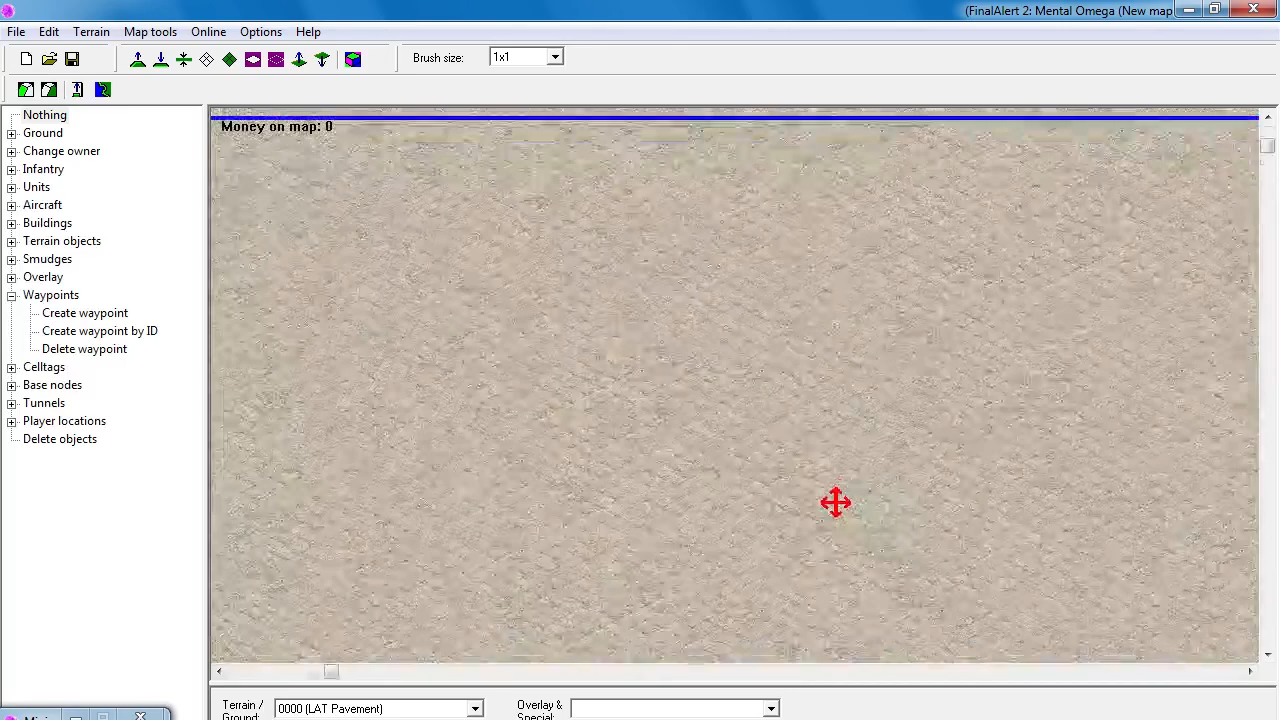 (FinalAlert 2: Mental Omega (New map
File Edit Terrain Map tools Online Options Help
Brush size: 1x1
Nothing
Ground
Change owner
Infantry
Units
Aircraft
Buildings
Terrain objects
Smudges
Overlay
Waypoints
Create waypoint
Create waypoint by ID
Delete waypoint
Celltags
Base nodes
Tunnels
Player locations
Delete objects
Money on map: 0
Terrain / Ground: 0000 (LAT Pavement)
Overlay & Special: